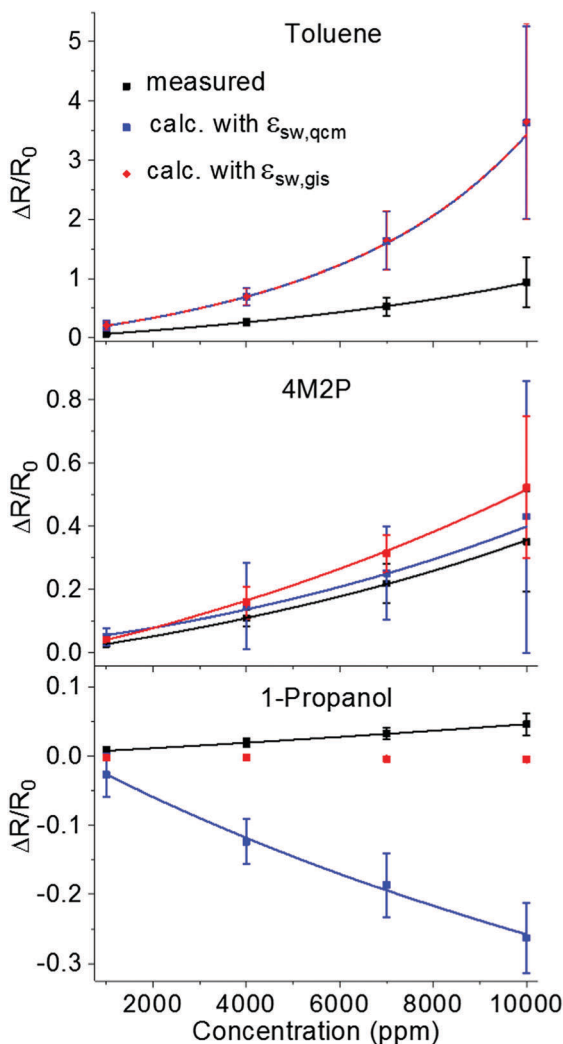 Toluene
measured
calc. with εsw,qcm
calc. with εsw,gis
ΔR/R0
5
4
3
2
1
0
4M2P
ΔR/R0
0.8
0.6
0.4
0.2
0.0
1-Propanol
ΔR/R0
0.1
0.0
-0.1
-0.2
-0.3
2000 4000 6000 8000 10000
Concentration (ppm)